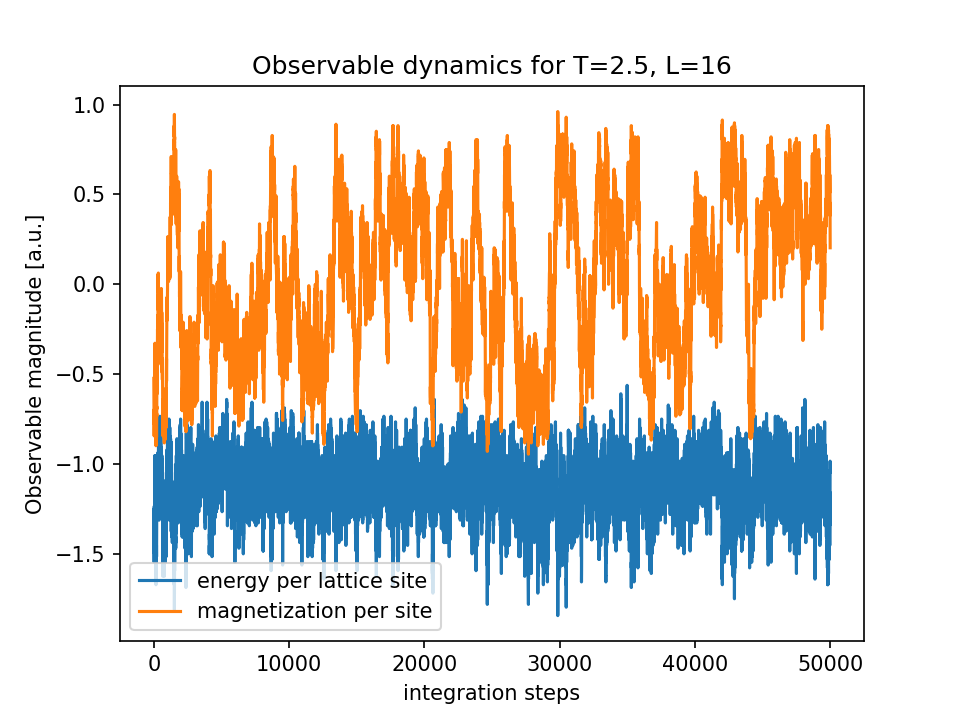 Observable dynamics for T=2.5, L=16
Observable magnitude [a.u.]
1.0
0.5
0.0
−0.5
−1.0
−1.5
energy per lattice site
magnetization per site
0 10000 20000 30000 40000 50000
integration steps